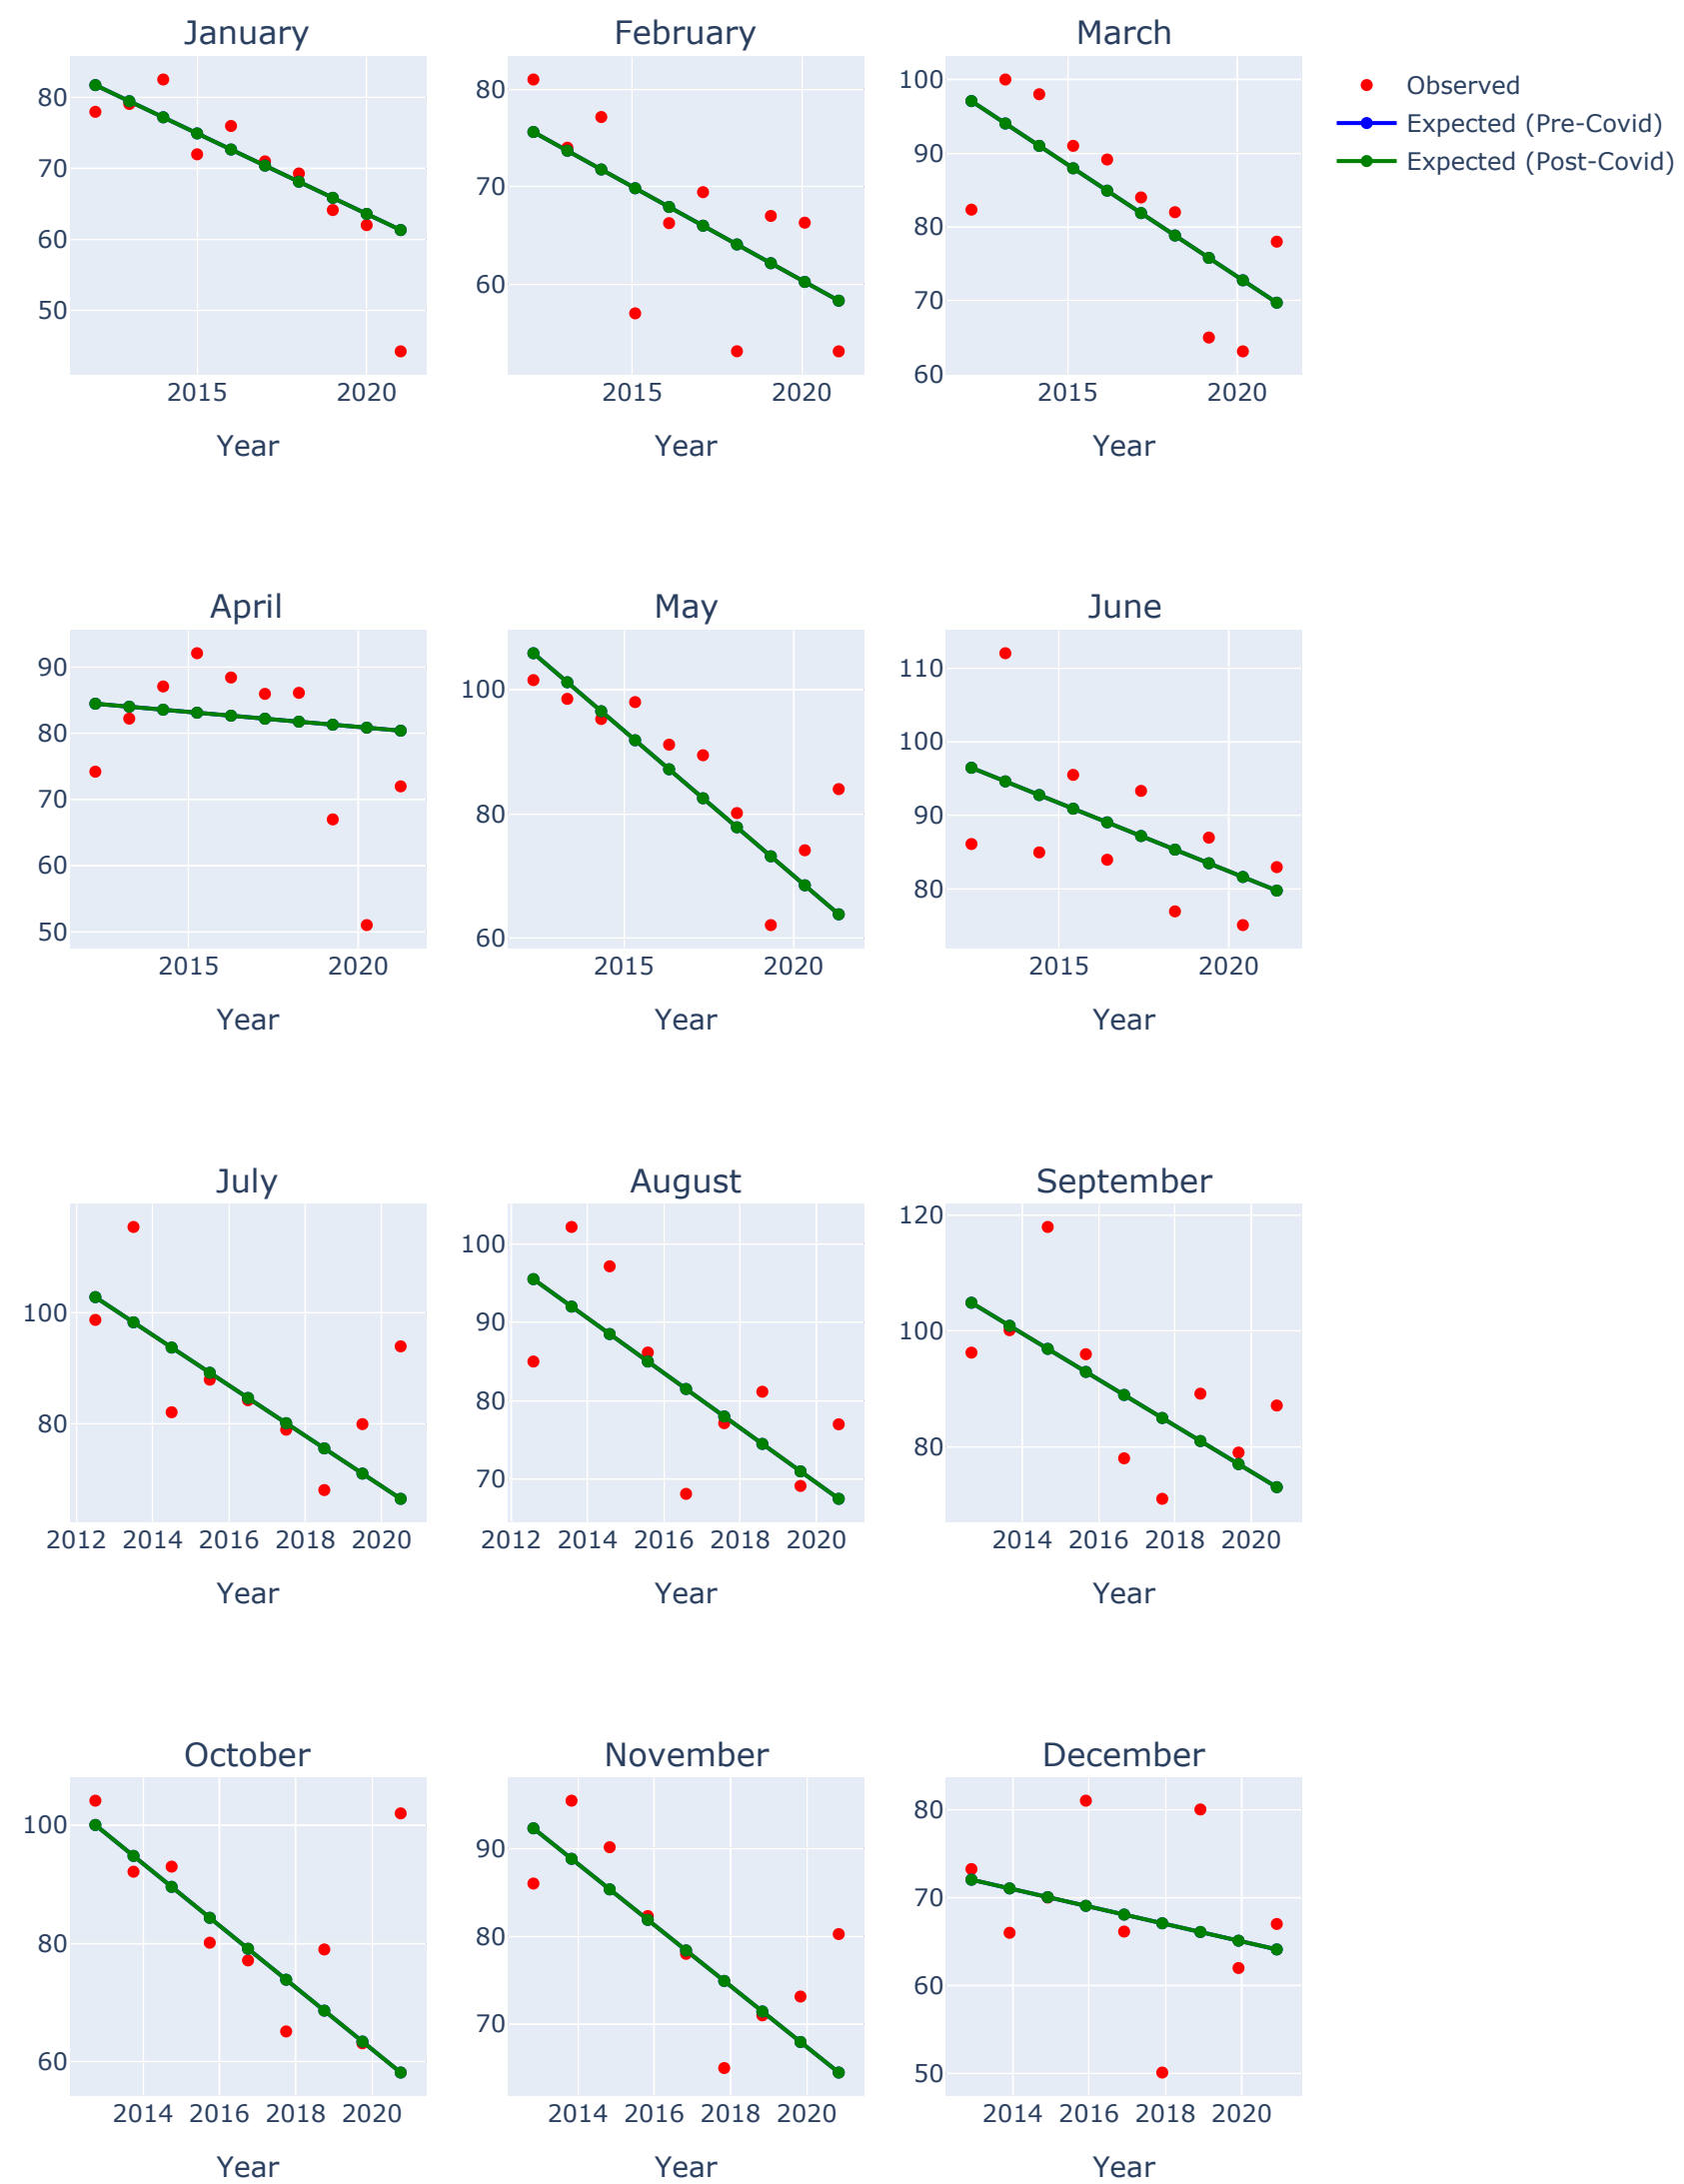 January February March
Observed
Expected (Pre-Covid)
Expected (Post-Covid)
80
70
60
50
2015 2020
Year
80
70
60
2015 2020
Year
100
90
80
70
60
2015 2020
Year
April May June
90
80
70
60
50
2015 2020
Year
100
80
60
2015 2020
Year
110
100
90
80
2015 2020
Year
July August September
100
80
2012 2014 2016 2018 2020
Year
100
90
80
70
2012 2014 2016 2018 2020
Year
120
100
80
2014 2016 2018 2020
Year
October November December
100
80
60
2014 2016 2018 2020
Year
90
80
70
2014 2016 2018 2020
Year
80
70
60
50
2014 2016 2018 2020
Year